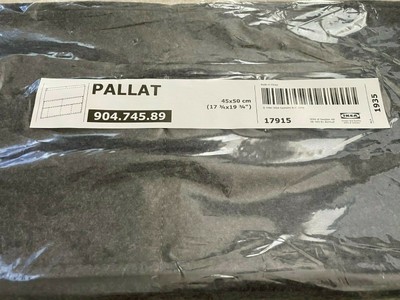 PALLAT
904.745.89
45x50 cm
(17 ¾x19 ¾")
17915
IKEA
1935